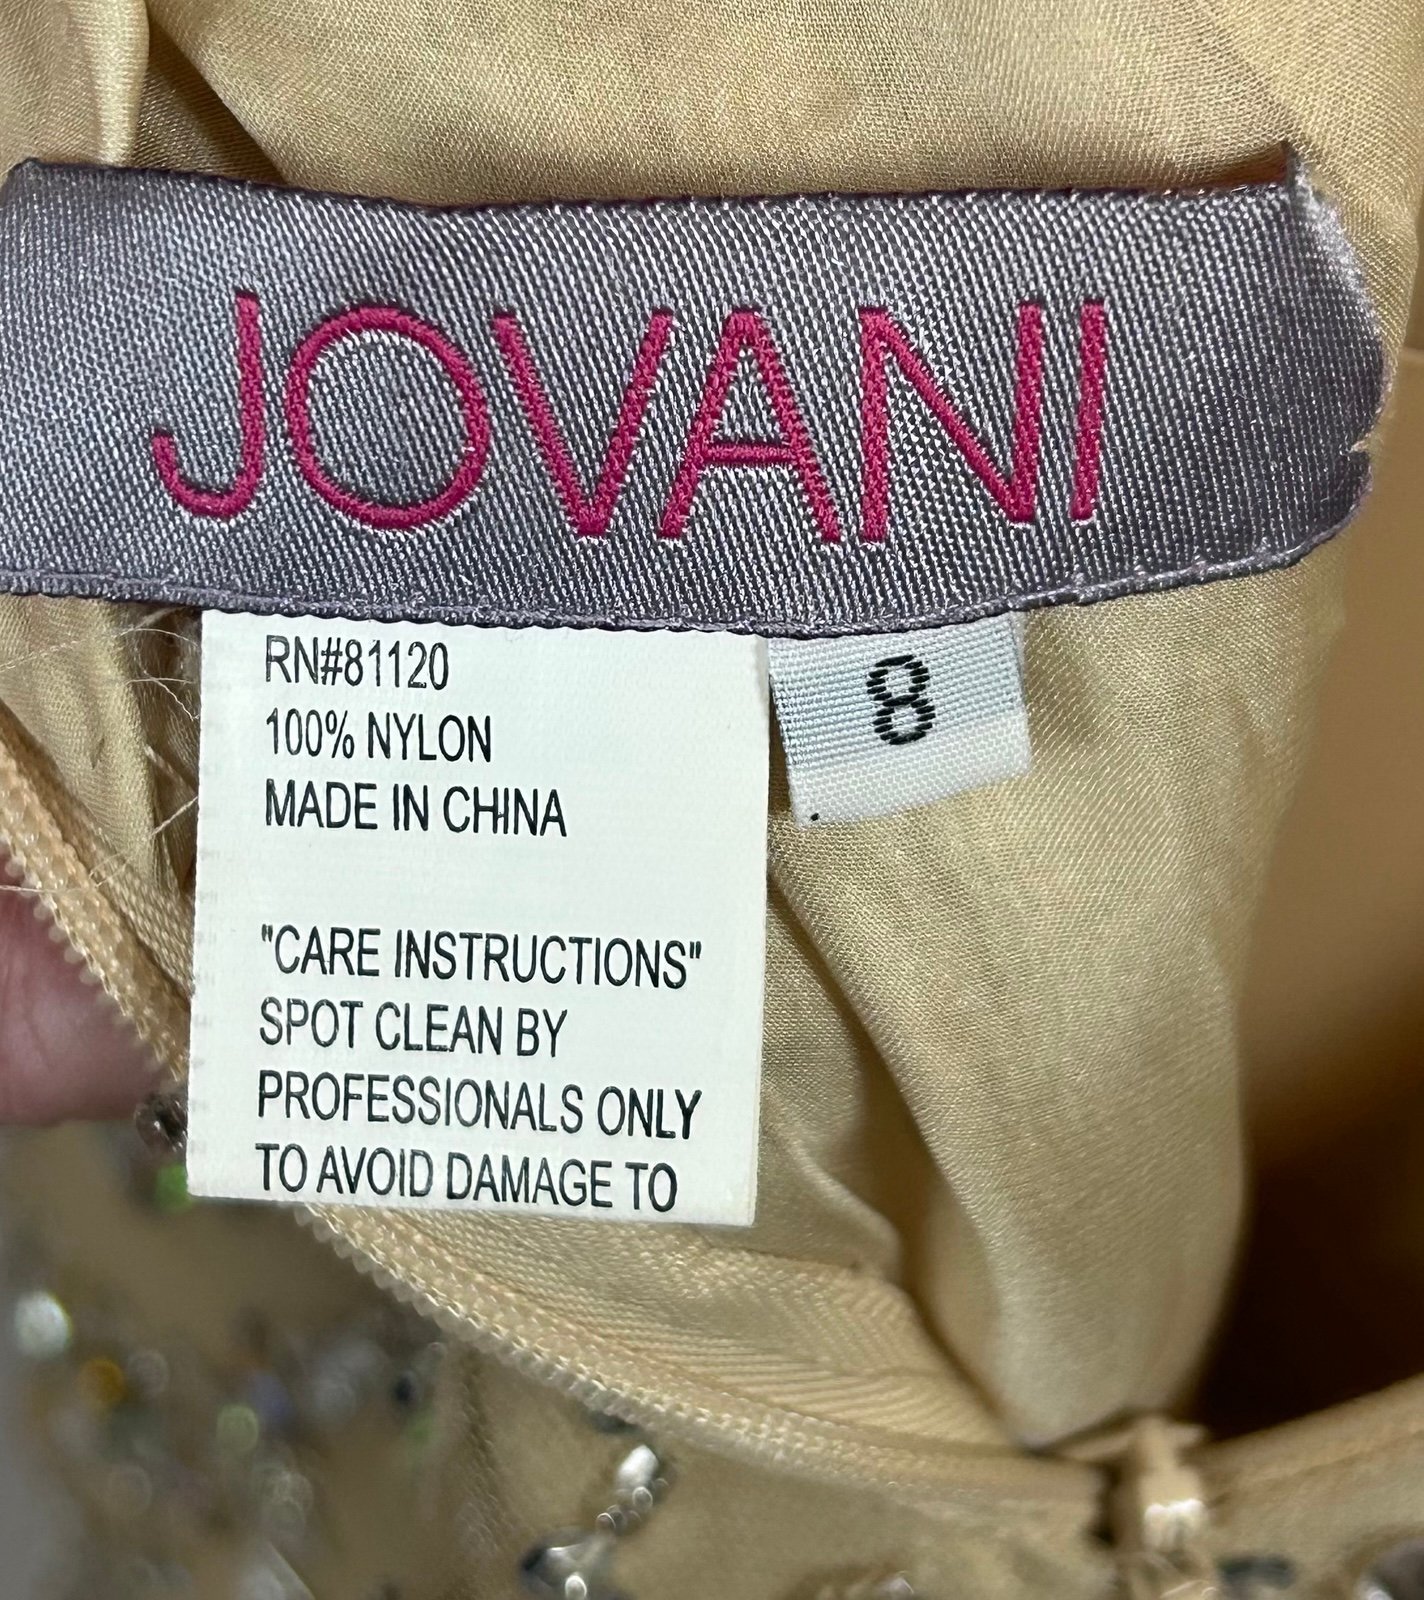 JOVANI
RN#81120
100% NYLON
MADE IN CHINA
"CARE INSTRUCTIONS"
SPOT CLEAN BY
PROFESSIONALS ONLY
TO AVOID DAMAGE TO
8